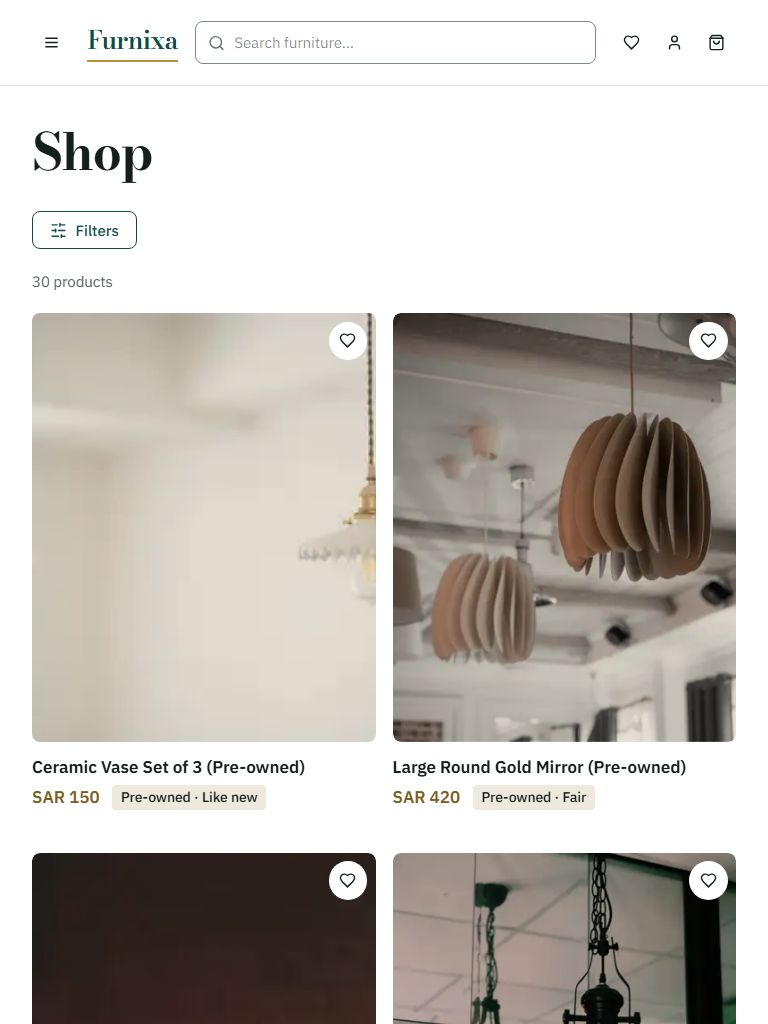 Furnixa
Search furniture...
Shop
Filters
30 products
Ceramic Vase Set of 3 (Pre-owned)
SAR 150
Pre-owned · Like new
Large Round Gold Mirror (Pre-owned)
SAR 420
Pre-owned · Fair